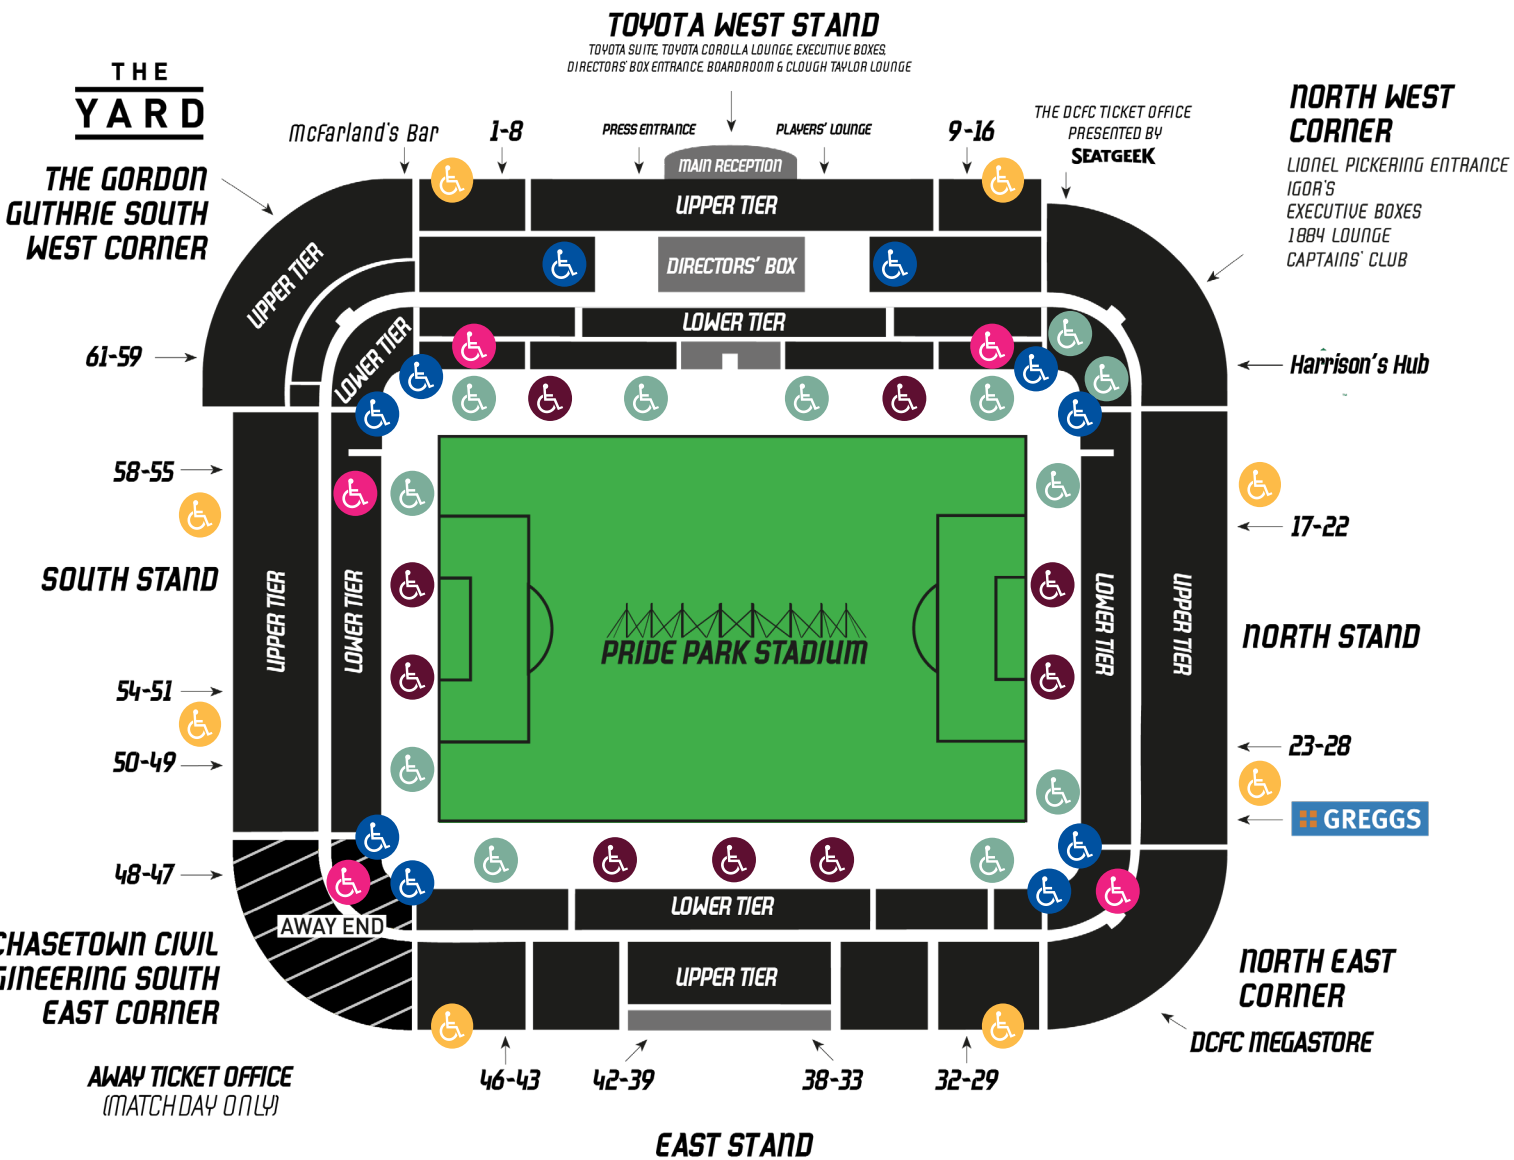 TOYOTA WEST STAND
TOYOTA SUITE, TOYOTA COROLLA LOUNGE, EXECUTIVE BOXES,
DIRECTORS' BOX ENTRANCE, BOARDROOM & CLOUGH TAYLOR LOUNGE
THE
YARD
McFarland's Bar
1-8
PRESS ENTRANCE
PLAYERS' LOUNGE
9-16
THE DCFC TICKET OFFICE
PRESENTED BY
SEATGEEK
NORTH WEST
CORNER
LIONEL PICKERING ENTRANCE
IGOR'S
EXECUTIVE BOXES
1884 LOUNGE
CAPTAINS' CLUB
THE GORDON
GUTHRIE SOUTH
WEST CORNER
MAIN RECEPTION
UPPER TIER
UPPER TIER
DIRECTORS' BOX
LOWER TIER
LOWER TIER
61-59
Harrison's Hub
58-55
17-22
SOUTH STAND
UPPER TIER
LOWER TIER
PRIDE PARK STADIUM
LOWER TIER
UPPER TIER
NORTH STAND
54-51
50-49
23-28
GREGGS
48-47
LOWER TIER
AWAY END
CHASETOWN CIVIL
GINEERING SOUTH
EAST CORNER
UPPER TIER
NORTH EAST
CORNER
DCFC MEGASTORE
AWAY TICKET OFFICE
(MATCHDAY ONLY)
46-43
42-39
38-33
32-29
EAST STAND